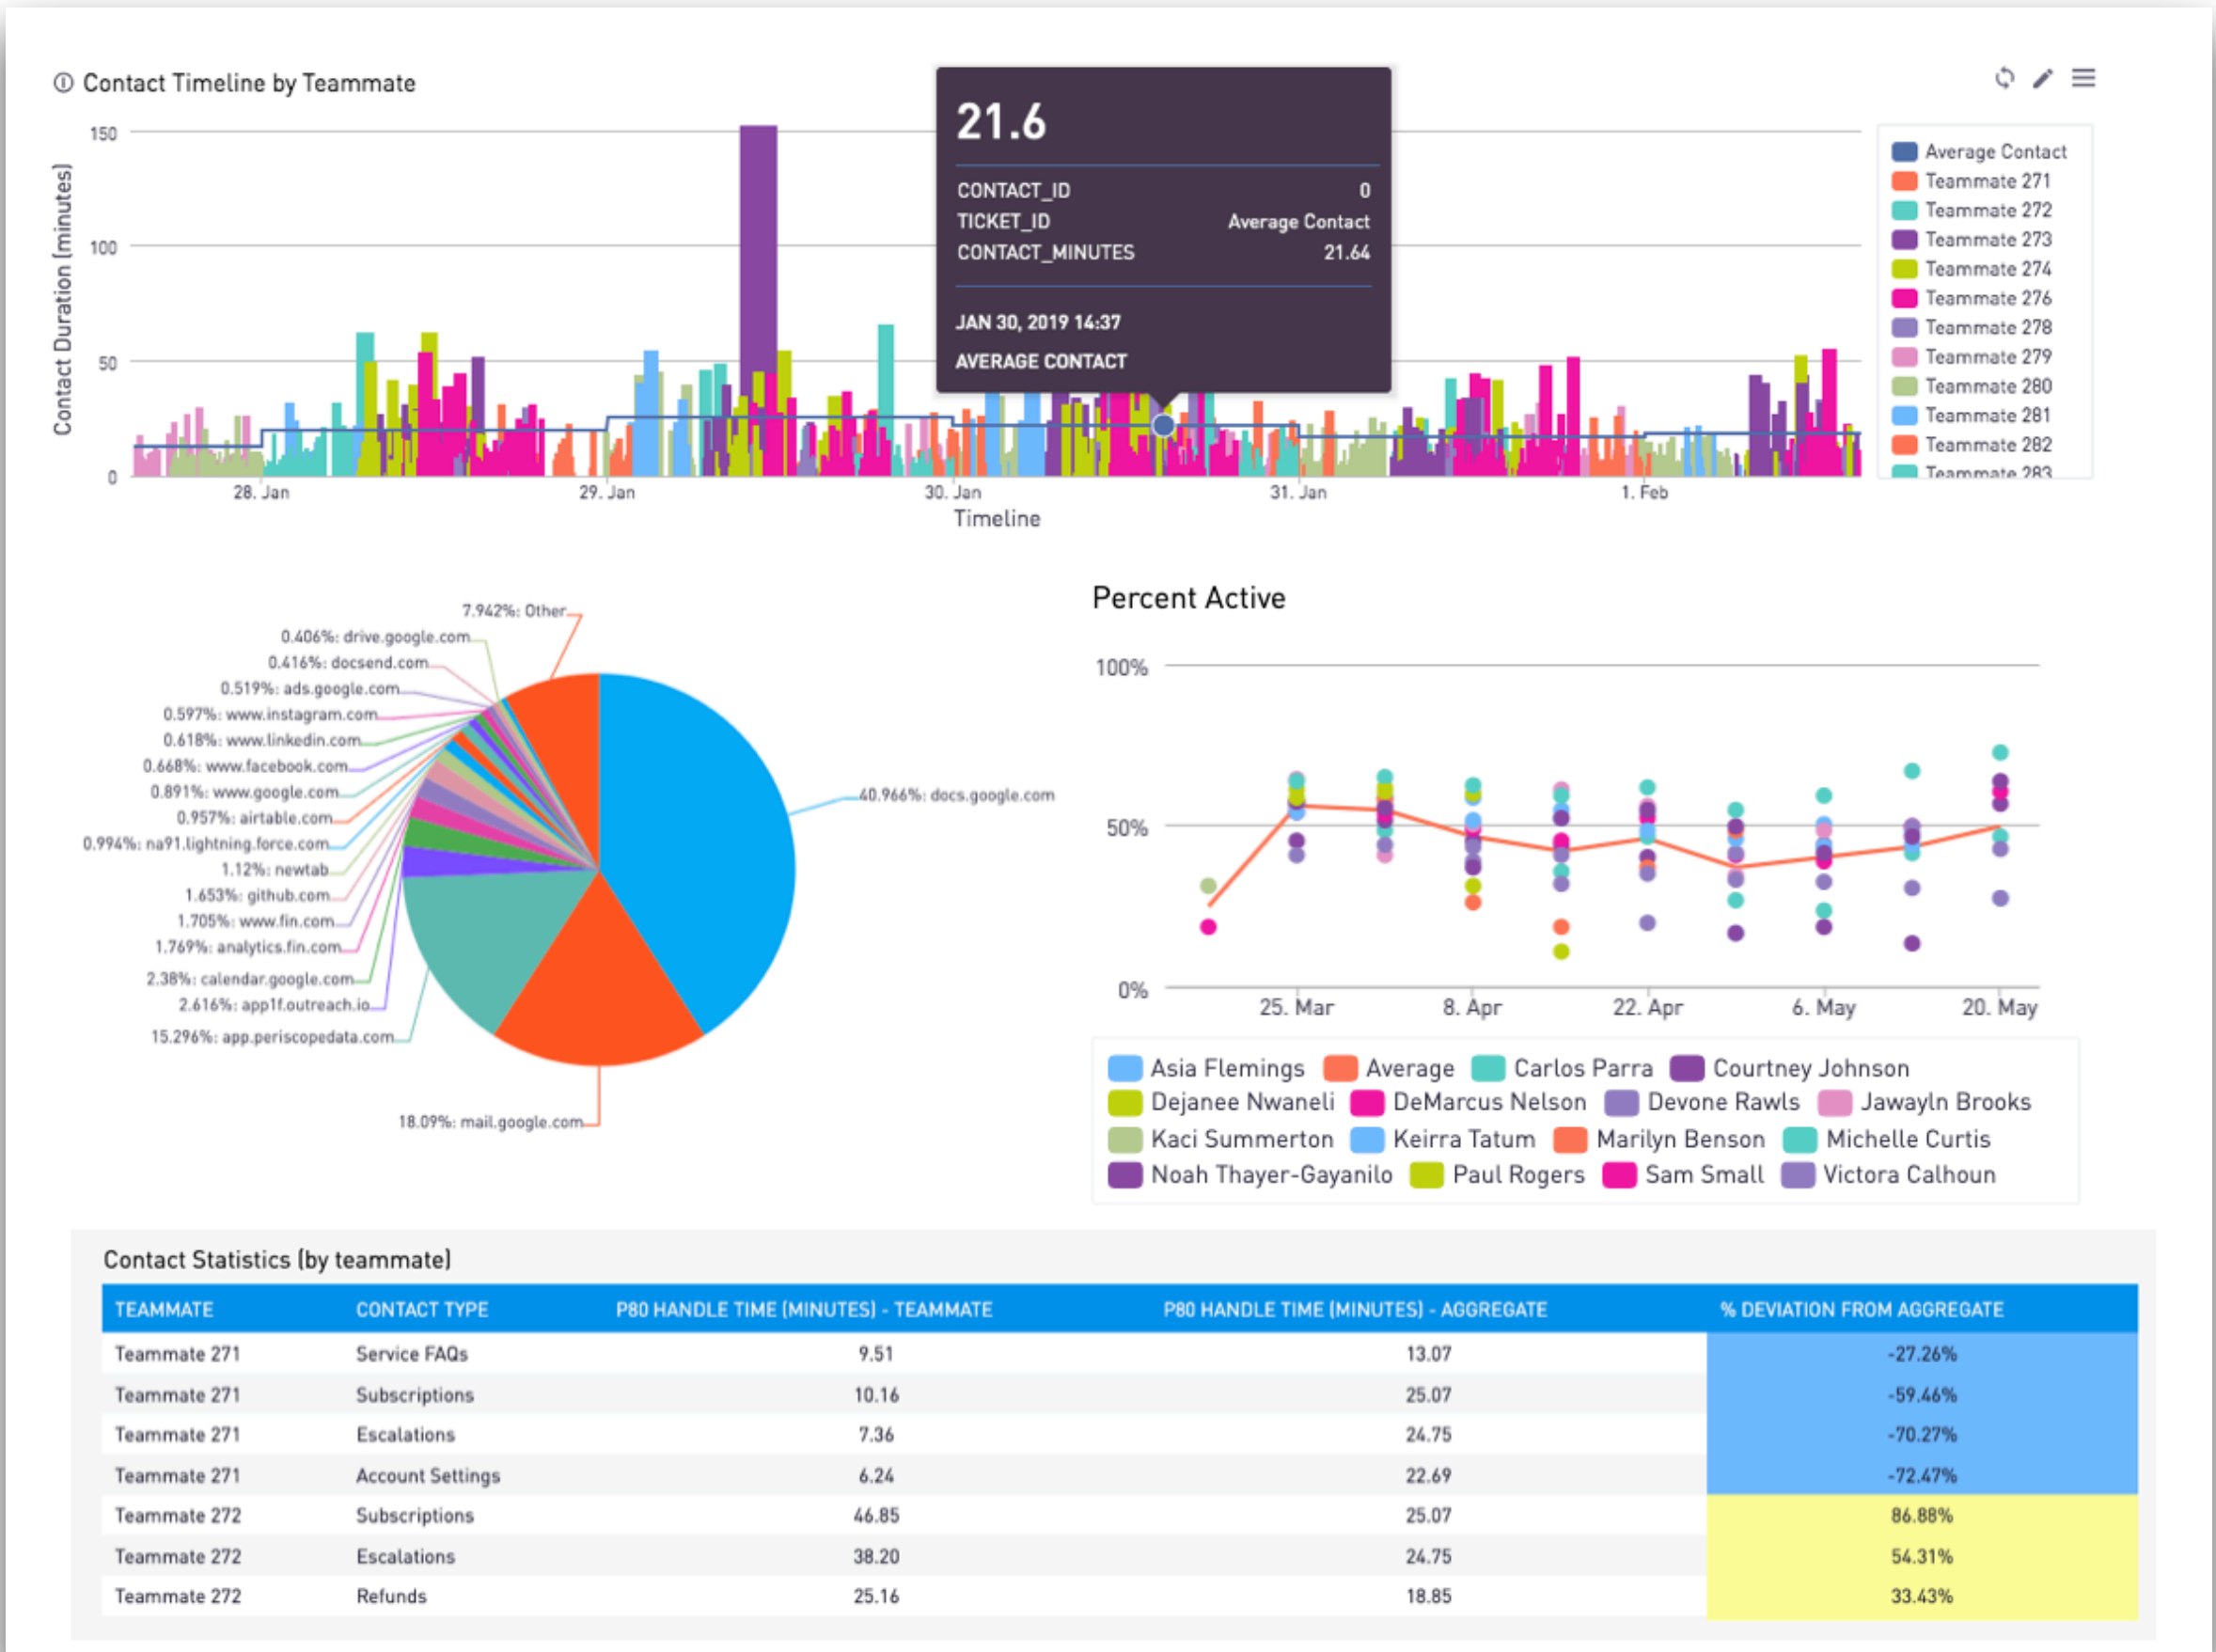 Contact Timeline by Teammate
150
100
50
0
Contact Duration (minutes)
28. Jan
29. Jan
30. Jan
31. Jan
1. Feb
Timeline
21.6
CONTACT_ID 0
TICKET_ID Average Contact
CONTACT_MINUTES 21.64
JAN 30, 2019 14:37
AVERAGE CONTACT
Average Contact
Teammate 271
Teammate 272
Teammate 273
Teammate 274
Teammate 276
Teammate 278
Teammate 279
Teammate 280
Teammate 281
Teammate 282
Teammate 283
7.942%: Other
0.406%: drive.google.com
0.416%: docsend.com
0.519%: ads.google.com
0.597%: www.instagram.com
0.618%: www.linkedin.com
0.668%: www.facebook.com
0.891%: www.google.com
0.957%: airtable.com
0.994%: na91.lightning.force.com
1.12%: newtab
1.653%: github.com
1.705%: www.fin.com
1.769%: analytics.fin.com
2.38%: calendar.google.com
2.616%: app1f.outreach.io
15.296%: app.periscopedata.com
18.09%: mail.google.com
40.966%: docs.google.com
Percent Active
100%
50%
0%
25. Mar
8. Apr
22. Apr
6. May
20. May
Asia Flemings Average Carlos Parra Courtney Johnson
Dejanee Nwaneli DeMarcus Nelson Devone Rawls Jawayln Brooks
Kaci Summerton Keirra Tatum Marilyn Benson Michelle Curtis
Noah Thayer-Gayanilo Paul Rogers Sam Small Victora Calhoun
Contact Statistics (by teammate)
TEAMMATE CONTACT TYPE P80 HANDLE TIME (MINUTES) - TEAMMATE P80 HANDLE TIME (MINUTES) - AGGREGATE % DEVIATION FROM AGGREGATE
Teammate 271 Service FAQs 9.51 13.07 -27.26%
Teammate 271 Subscriptions 10.16 25.07 -59.46%
Teammate 271 Escalations 7.36 24.75 -70.27%
Teammate 271 Account Settings 6.24 22.69 -72.47%
Teammate 272 Subscriptions 46.85 25.07 86.88%
Teammate 272 Escalations 38.20 24.75 54.31%
Teammate 272 Refunds 25.16 18.85 33.43%